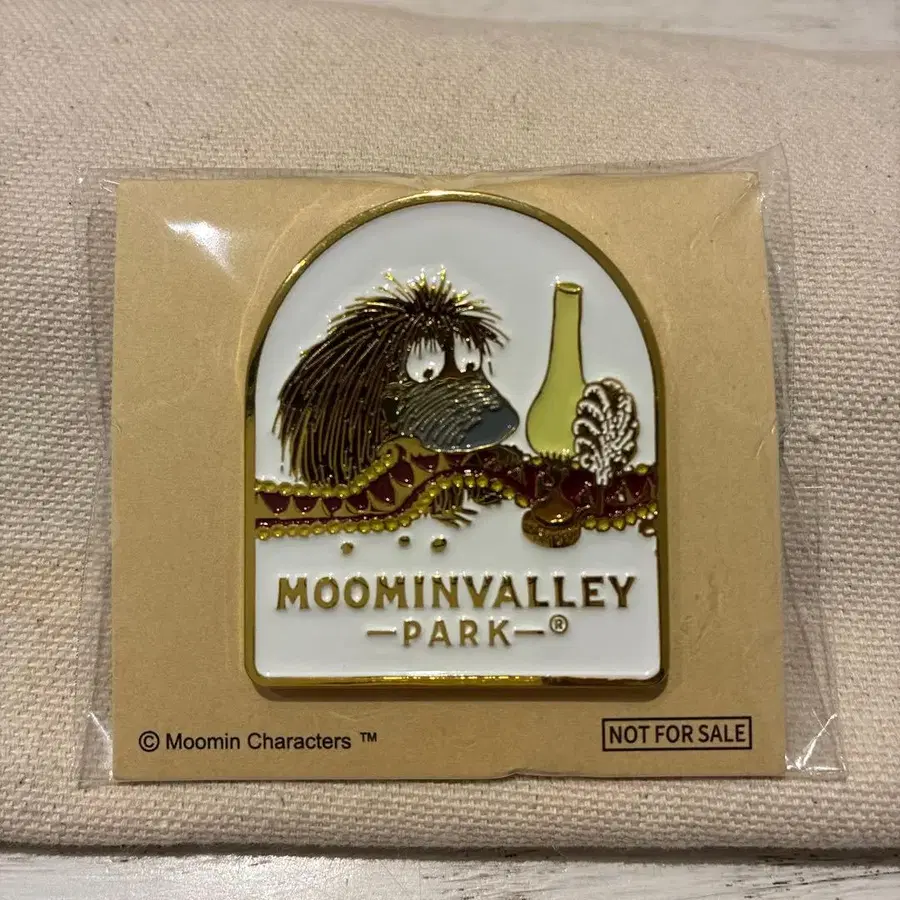 MOOMINVALLEY
—PARK—®
© Moomin Characters ™
NOT FOR SALE